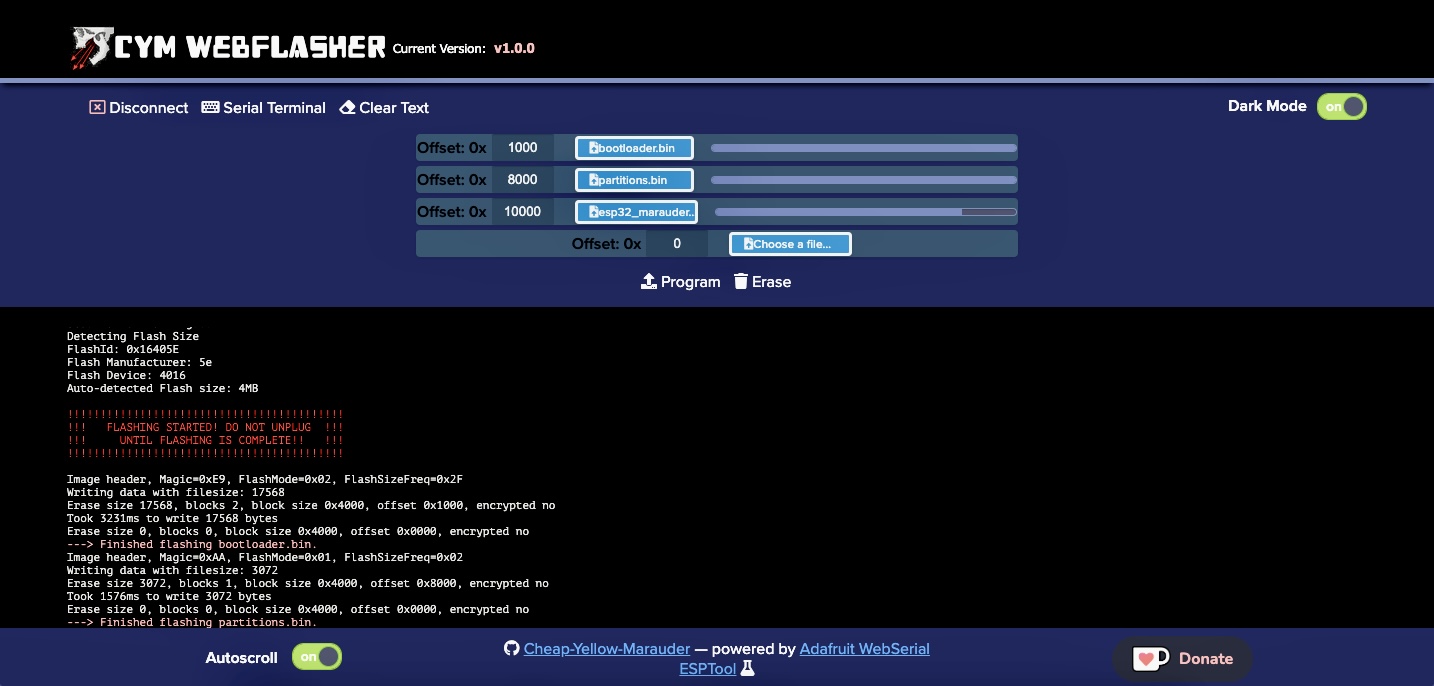 CYM WEBFLASHER Current Version: v1.0.0
Disconnect Serial Terminal Clear Text Dark Mode on
Offset: 0x 1000 bootloader.bin
Offset: 0x 8000 partitions.bin
Offset: 0x 10000 esp32_marauder..
Offset: 0x 0 Choose a file...
Program Erase
Detecting Flash Size
FlashId: 0x16405E
Flash Manufacturer: 5e
Flash Device: 4016
Auto-detected Flash size: 4MB
!!!!!!!!!!!!!!!!!!!!!!!!!!!!!!!!!!!!!!!!!!
!!! FLASHING STARTED! DO NOT UNPLUG !!!
!!! UNTIL FLASHING IS COMPLETE!! !!!
!!!!!!!!!!!!!!!!!!!!!!!!!!!!!!!!!!!!!!!!!!
Image header, Magic=0xE9, FlashMode=0x02, FlashSizeFreq=0x2F
Writing data with filesize: 17568
Erase size 17568, blocks 2, block size 0x4000, offset 0x1000, encrypted no
Took 3231ms to write 17568 bytes
Erase size 0, blocks 0, block size 0x4000, offset 0x0000, encrypted no
---> Finished flashing bootloader.bin.
Image header, Magic=0xAA, FlashMode=0x01, FlashSizeFreq=0x02
Writing data with filesize: 3072
Erase size 3072, blocks 1, block size 0x4000, offset 0x8000, encrypted no
Took 1576ms to write 3072 bytes
Erase size 0, blocks 0, block size 0x4000, offset 0x0000, encrypted no
---> Finished flashing partitions.bin.
Autoscroll on
Cheap-Yellow-Marauder — powered by Adafruit WebSerial
ESPTool
Donate